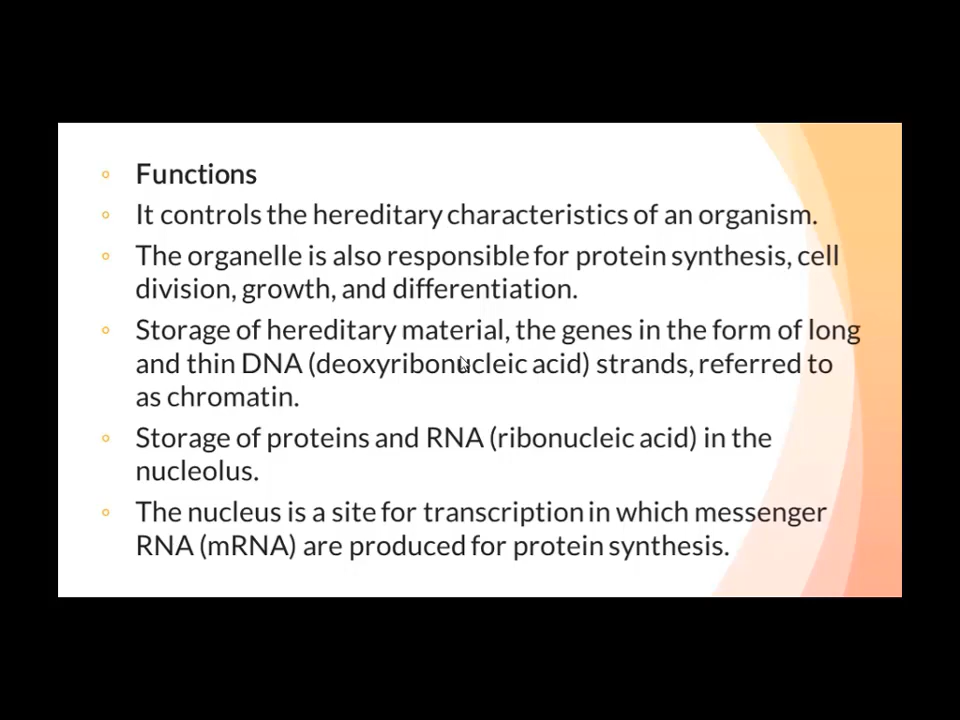 Functions
It controls the hereditary characteristics of an organism.
The organelle is also responsible for protein synthesis, cell
division, growth, and differentiation.
Storage of hereditary material, the genes in the form of long
and thin DNA (deoxyribonucleic acid) strands, referred to
as chromatin.
Storage of proteins and RNA (ribonucleic acid) in the
nucleolus.
The nucleus is a site for transcription in which messenger
RNA (mRNA) are produced for protein synthesis.